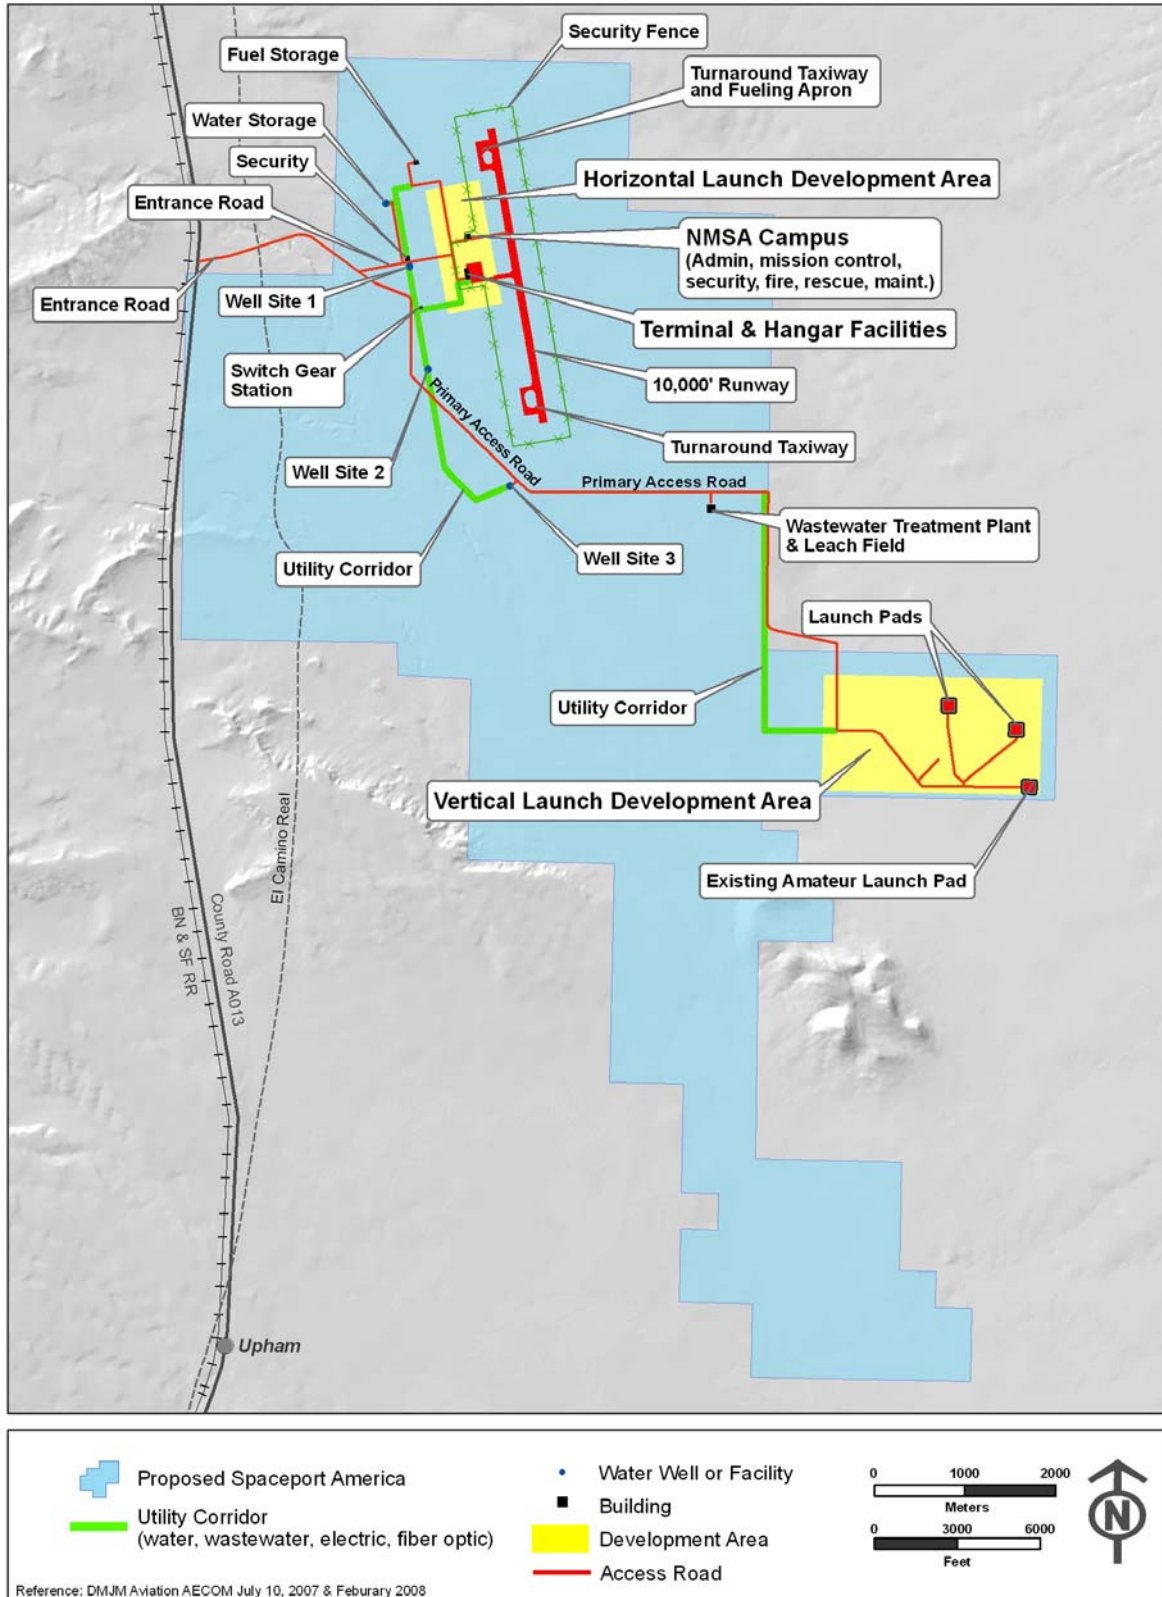 Security Fence
Fuel Storage
Turnaround Taxiway
and Fueling Apron
Water Storage
Security
Horizontal Launch Development Area
Entrance Road
NMSA Campus
(Admin, mission control,
security, fire, rescue, maint.)
Entrance Road
Well Site 1
Terminal & Hangar Facilities
Switch Gear
Station
10,000' Runway
Primary Access Road
Turnaround Taxiway
Well Site 2
Primary Access Road
Wastewater Treatment Plant
& Leach Field
Utility Corridor
Well Site 3
Launch Pads
Utility Corridor
Vertical Launch Development Area
El Camino Real
Existing Amateur Launch Pad
County Road A013
BN & SF RR
Upham
Proposed Spaceport America
Utility Corridor
(water, wastewater, electric, fiber optic)
Water Well or Facility
Building
Development Area
Access Road
0 1000 2000
Meters
0 3000 6000
Feet
N
Reference: DMJM Aviation AECOM July 10, 2007 & Feburary 2008